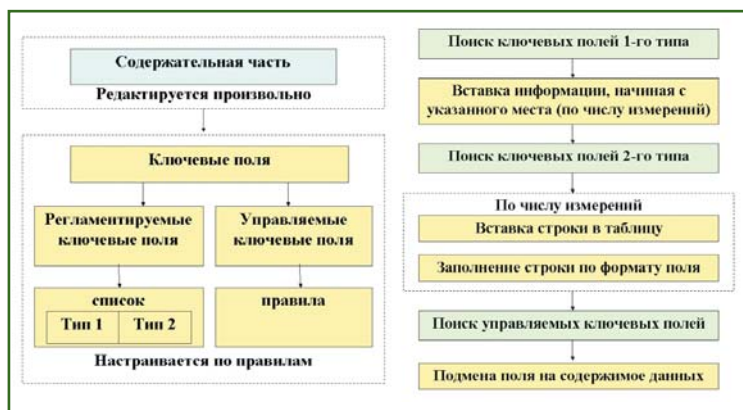 Содержательная часть
Редактируется произвольно
Ключевые поля
Регламентируемые
ключевые поля
Управляемые
ключевые поля
список
Тип 1
Тип 2
правила
Настраивается по правилам
Поиск ключевых полей 1-го типа
Вставка информации, начиная с
указанного места (по числу измерений)
Поиск ключевых полей 2-го типа
По числу измерений
Вставка строки в таблицу
Заполнение строки по формату поля
Поиск управляемых ключевых полей
Подмена поля на содержимое данных